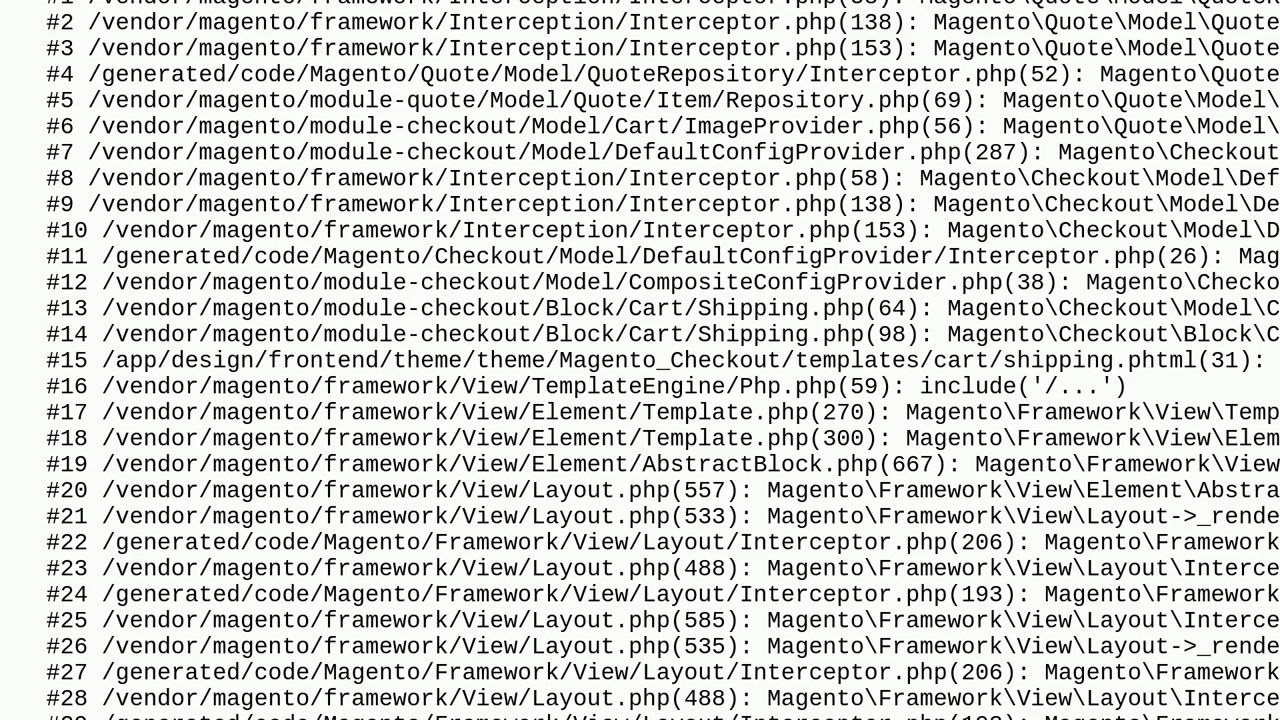 #1 /vendor/magento/framework/Interception/Interceptor.php(58): Magento\Quote\Model\QuoteR
#2 /vendor/magento/framework/Interception/Interceptor.php(138): Magento\Quote\Model\Quote
#3 /vendor/magento/framework/Interception/Interceptor.php(153): Magento\Quote\Model\Quote
#4 /generated/code/Magento/Quote/Model/QuoteRepository/Interceptor.php(52): Magento\Quote
#5 /vendor/magento/module-quote/Model/Quote/Item/Repository.php(69): Magento\Quote\Model\
#6 /vendor/magento/module-checkout/Model/Cart/ImageProvider.php(56): Magento\Quote\Model\
#7 /vendor/magento/module-checkout/Model/DefaultConfigProvider.php(287): Magento\Checkout
#8 /vendor/magento/framework/Interception/Interceptor.php(58): Magento\Checkout\Model\Def
#9 /vendor/magento/framework/Interception/Interceptor.php(138): Magento\Checkout\Model\De
#10 /vendor/magento/framework/Interception/Interceptor.php(153): Magento\Checkout\Model\D
#11 /generated/code/Magento/Checkout/Model/DefaultConfigProvider/Interceptor.php(26): Mag
#12 /vendor/magento/module-checkout/Model/CompositeConfigProvider.php(38): Magento\Checko
#13 /vendor/magento/module-checkout/Block/Cart/Shipping.php(64): Magento\Checkout\Model\C
#14 /vendor/magento/module-checkout/Block/Cart/Shipping.php(98): Magento\Checkout\Block\C
#15 /app/design/frontend/theme/theme/Magento_Checkout/templates/cart/shipping.phtml(31):
#16 /vendor/magento/framework/View/TemplateEngine/Php.php(59): include('/...')
#17 /vendor/magento/framework/View/Element/Template.php(270): Magento\Framework\View\Temp
#18 /vendor/magento/framework/View/Element/Template.php(300): Magento\Framework\View\Elem
#19 /vendor/magento/framework/View/Element/AbstractBlock.php(667): Magento\Framework\View
#20 /vendor/magento/framework/View/Layout.php(557): Magento\Framework\View\Element\Abstra
#21 /vendor/magento/framework/View/Layout.php(533): Magento\Framework\View\Layout->_rende
#22 /generated/code/Magento/Framework/View/Layout/Interceptor.php(206): Magento\Framework
#23 /vendor/magento/framework/View/Layout.php(488): Magento\Framework\View\Layout\Interce
#24 /generated/code/Magento/Framework/View/Layout/Interceptor.php(193): Magento\Framework
#25 /vendor/magento/framework/View/Layout.php(585): Magento\Framework\View\Layout\Interce
#26 /vendor/magento/framework/View/Layout.php(535): Magento\Framework\View\Layout->_rende
#27 /generated/code/Magento/Framework/View/Layout/Interceptor.php(206): Magento\Framework
#28 /vendor/magento/framework/View/Layout.php(488): Magento\Framework\View\Layout\Interce